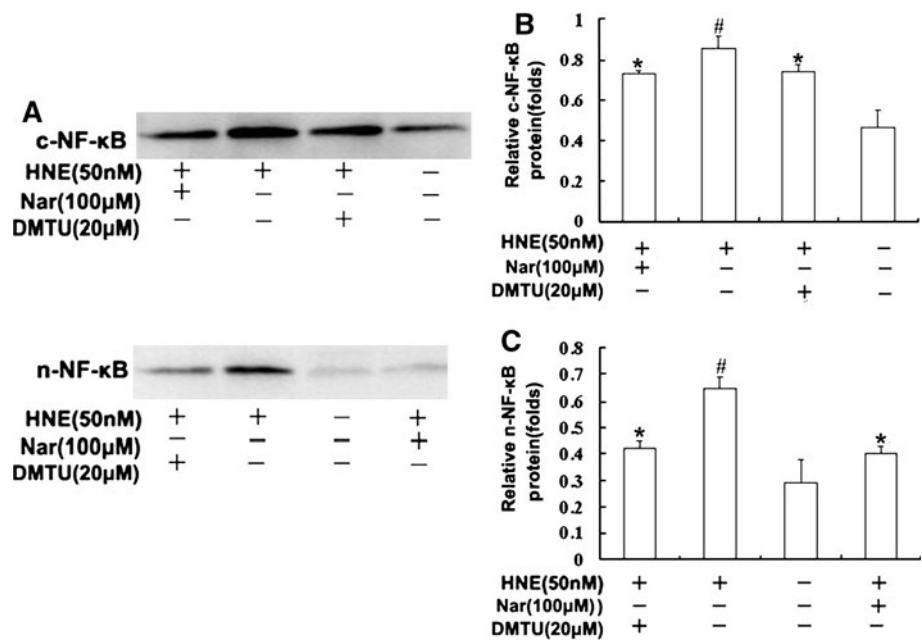 A
c-NF-κB
HNE(50nM) + + + −
Nar(100μM) + − − −
DMTU(20μM) − − + −
n-NF-κB
HNE(50nM) + + − +
Nar(100μM) − − − +
DMTU(20μM) + − − −
B
Relative c-NF-κB
protein(folds)
1
0.8
0.6
0.4
0.2
0
* # *
HNE(50nM) + + + −
Nar(100μM) + − − −
DMTU(20μM) − − + −
C
Relative n-NF-κB
protein(folds)
0.8
0.7
0.6
0.5
0.4
0.3
0.2
0.1
0
* # *
HNE(50nM) + + − +
Nar(100μM)) − − − +
DMTU(20μM) + − − −